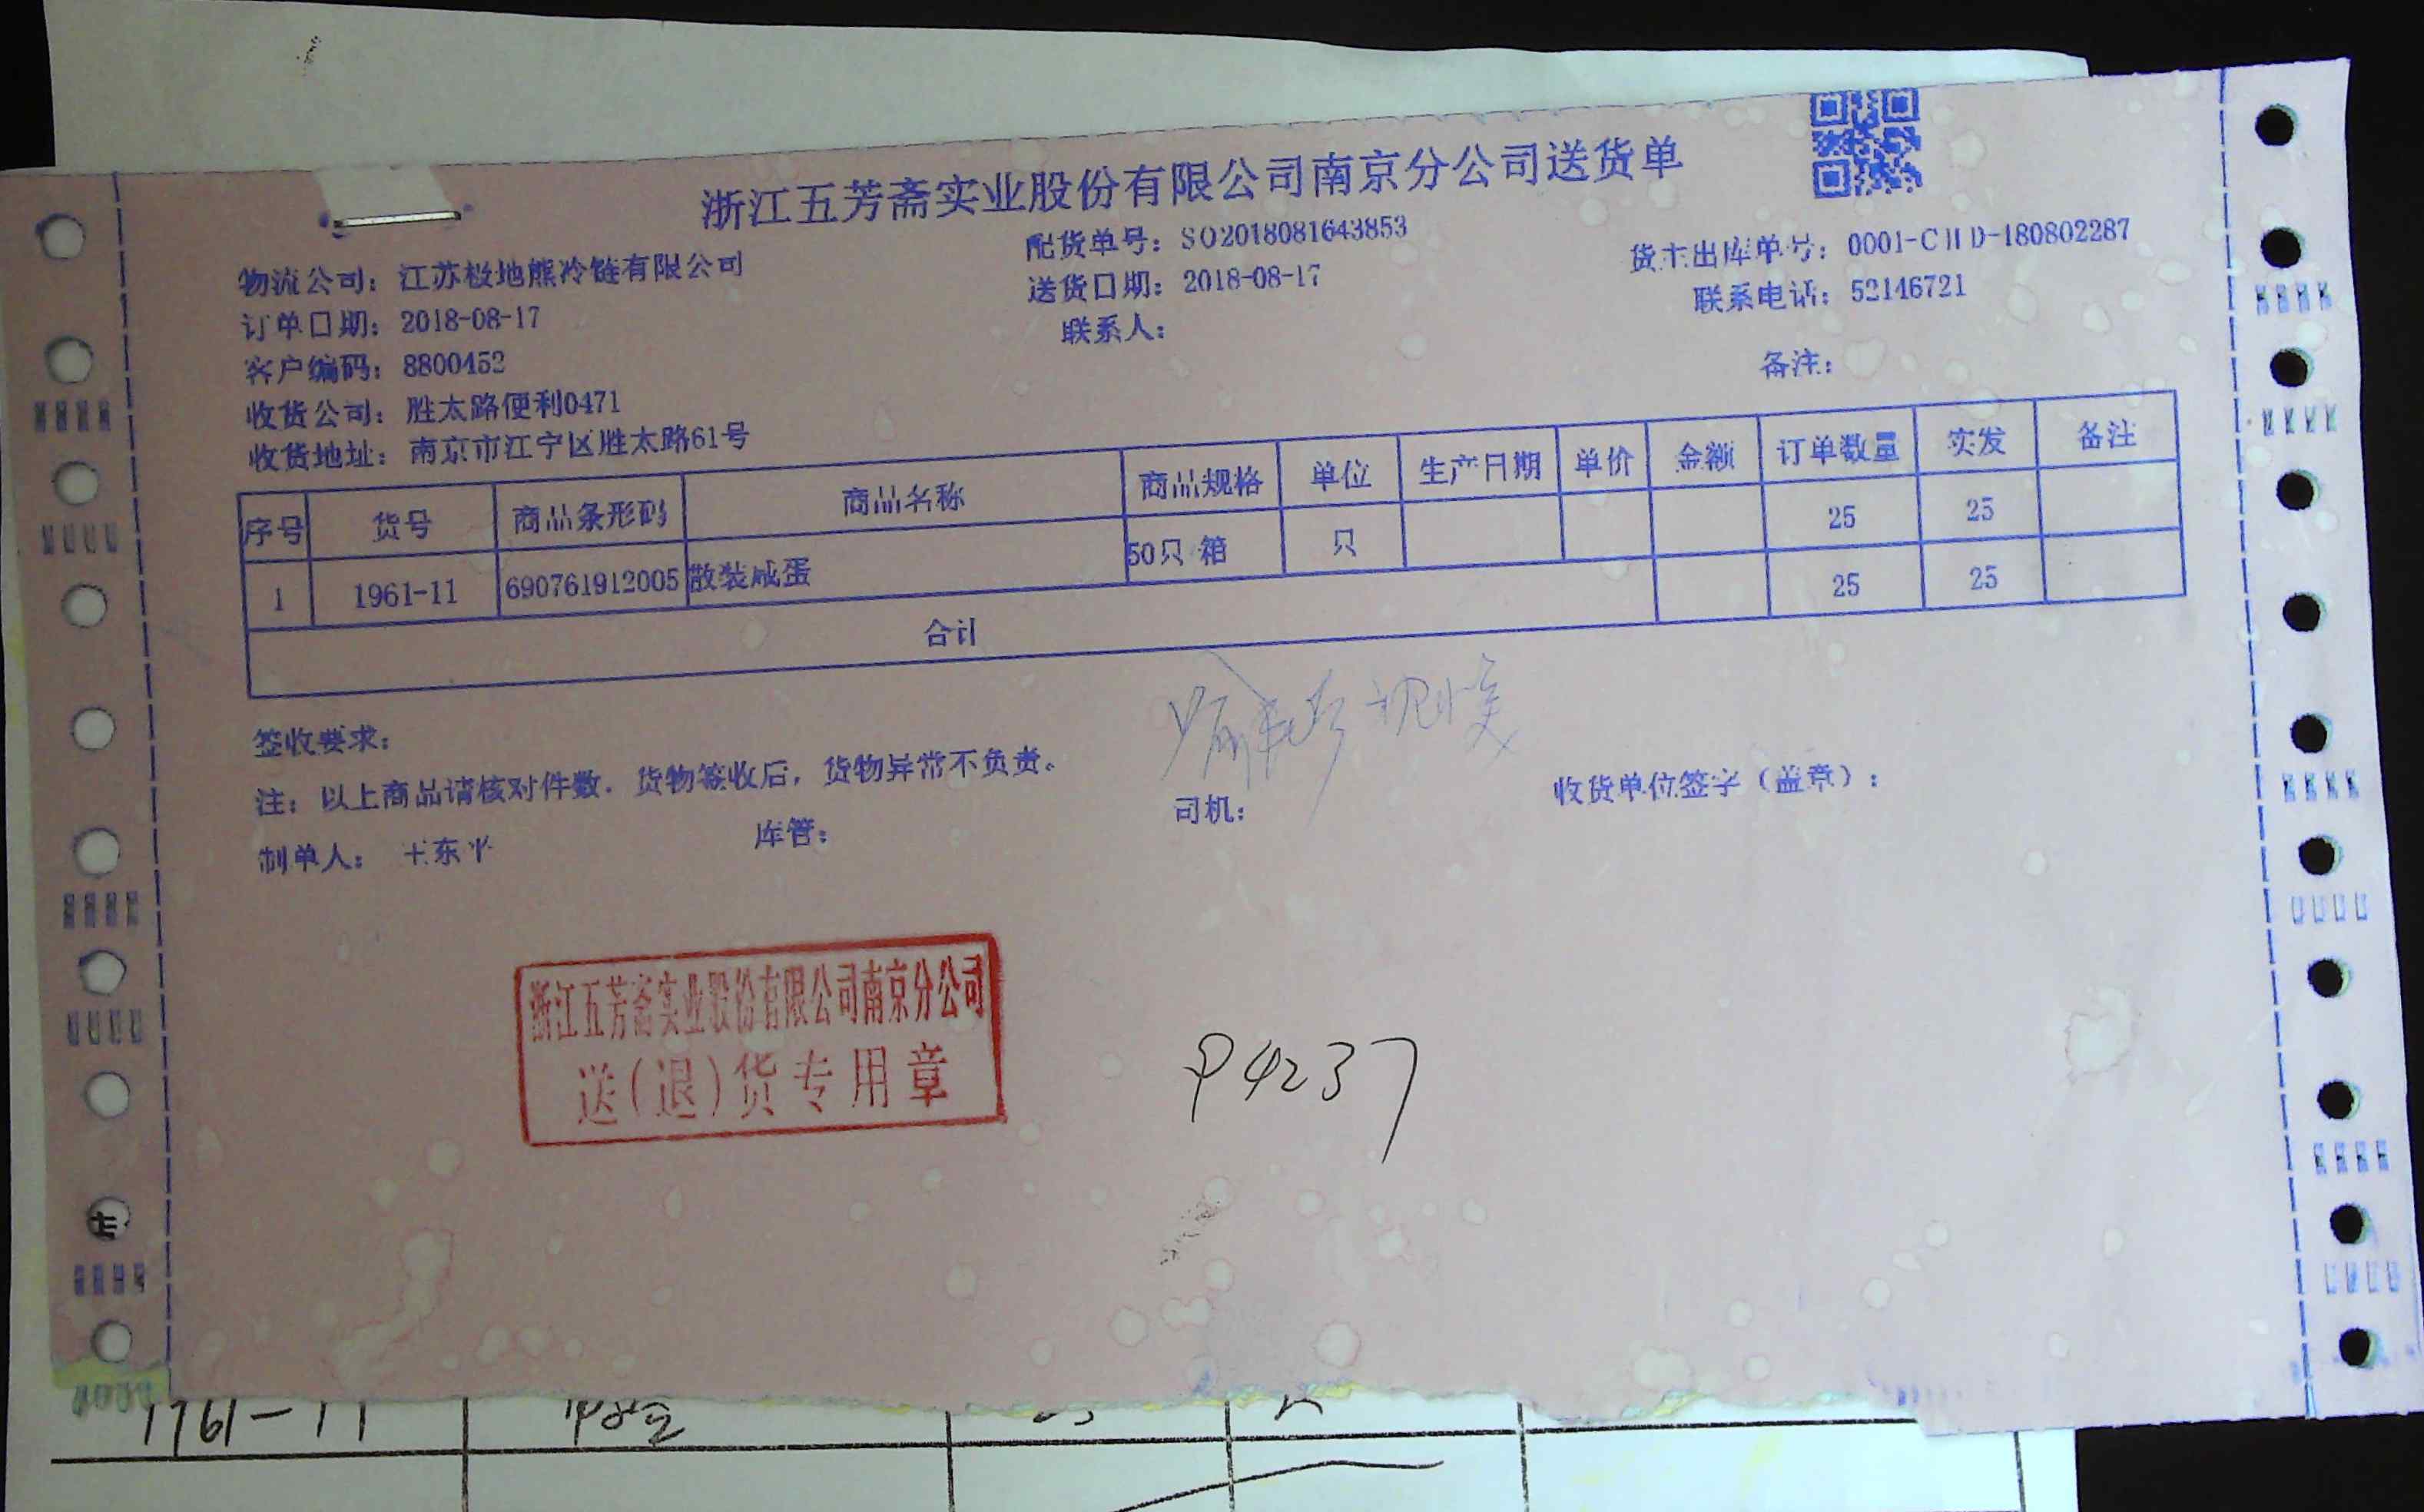 浙江五芳斋实业股份有限公司南京分公司送货单
物流公司：江苏极地熊冷链有限公司 配货单号：SO2018081643853 货主出库单号：0001-CHD-180802287
订单日期：2018-08-17 送货日期：2018-08-17 联系电话：52146721
客户编码：8800452 联系人： 备注：
收货公司：胜太路便利0471
收货地址：南京市江宁区胜太路61号
序号 货号 商品条形码 商品名称 商品规格 单位 生产日期 单价 金额 订单数量 实发 备注
1 1961-11 690761912005 散装咸蛋 50只 箱 只 25 25
合计 25 25
签收要求：
注：以上商品请核对件数．货物签收后，货物异常不负责。
制单人： 王东平 库管： 司机： 收货单位签字（盖章）：
浙江五芳斋实业股份有限公司南京分公司
送(退)货专用章
P4237
1961-11